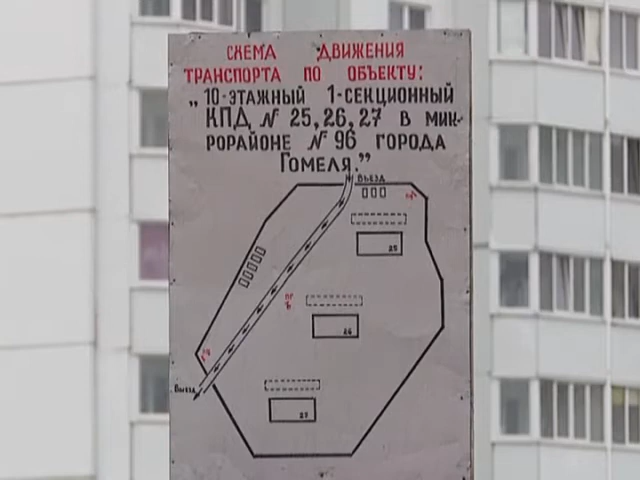 СХЕМА ДВИЖЕНИЯ
ТРАНСПОРТА ПО ОБЪЕКТУ:
„10-ЭТАЖНЫЙ 1-СЕКЦИОННЫЙ
КПД № 25,26,27 В МИК-
РОРАЙОНЕ № 96 ГОРОДА
ГОМЕЛЯ."
Въезд
25
26
Выезд
27